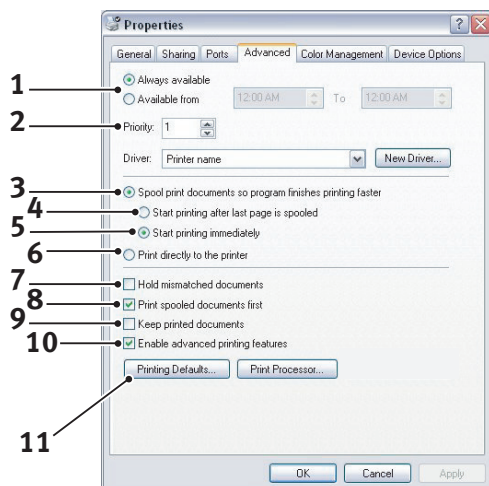 Properties
General Sharing Ports Advanced Color Management Device Options
1 Always available
Available from 12:00 AM To 12:00 AM
2 Priority: 1
Driver: Printer name New Driver...
3 Spool print documents so program finishes printing faster
4 Start printing after last page is spooled
5 Start printing immediately
6 Print directly to the printer
7 Hold mismatched documents
8 Print spooled documents first
9 Keep printed documents
10 Enable advanced printing features
Printing Defaults... Print Processor...
11
OK Cancel Apply